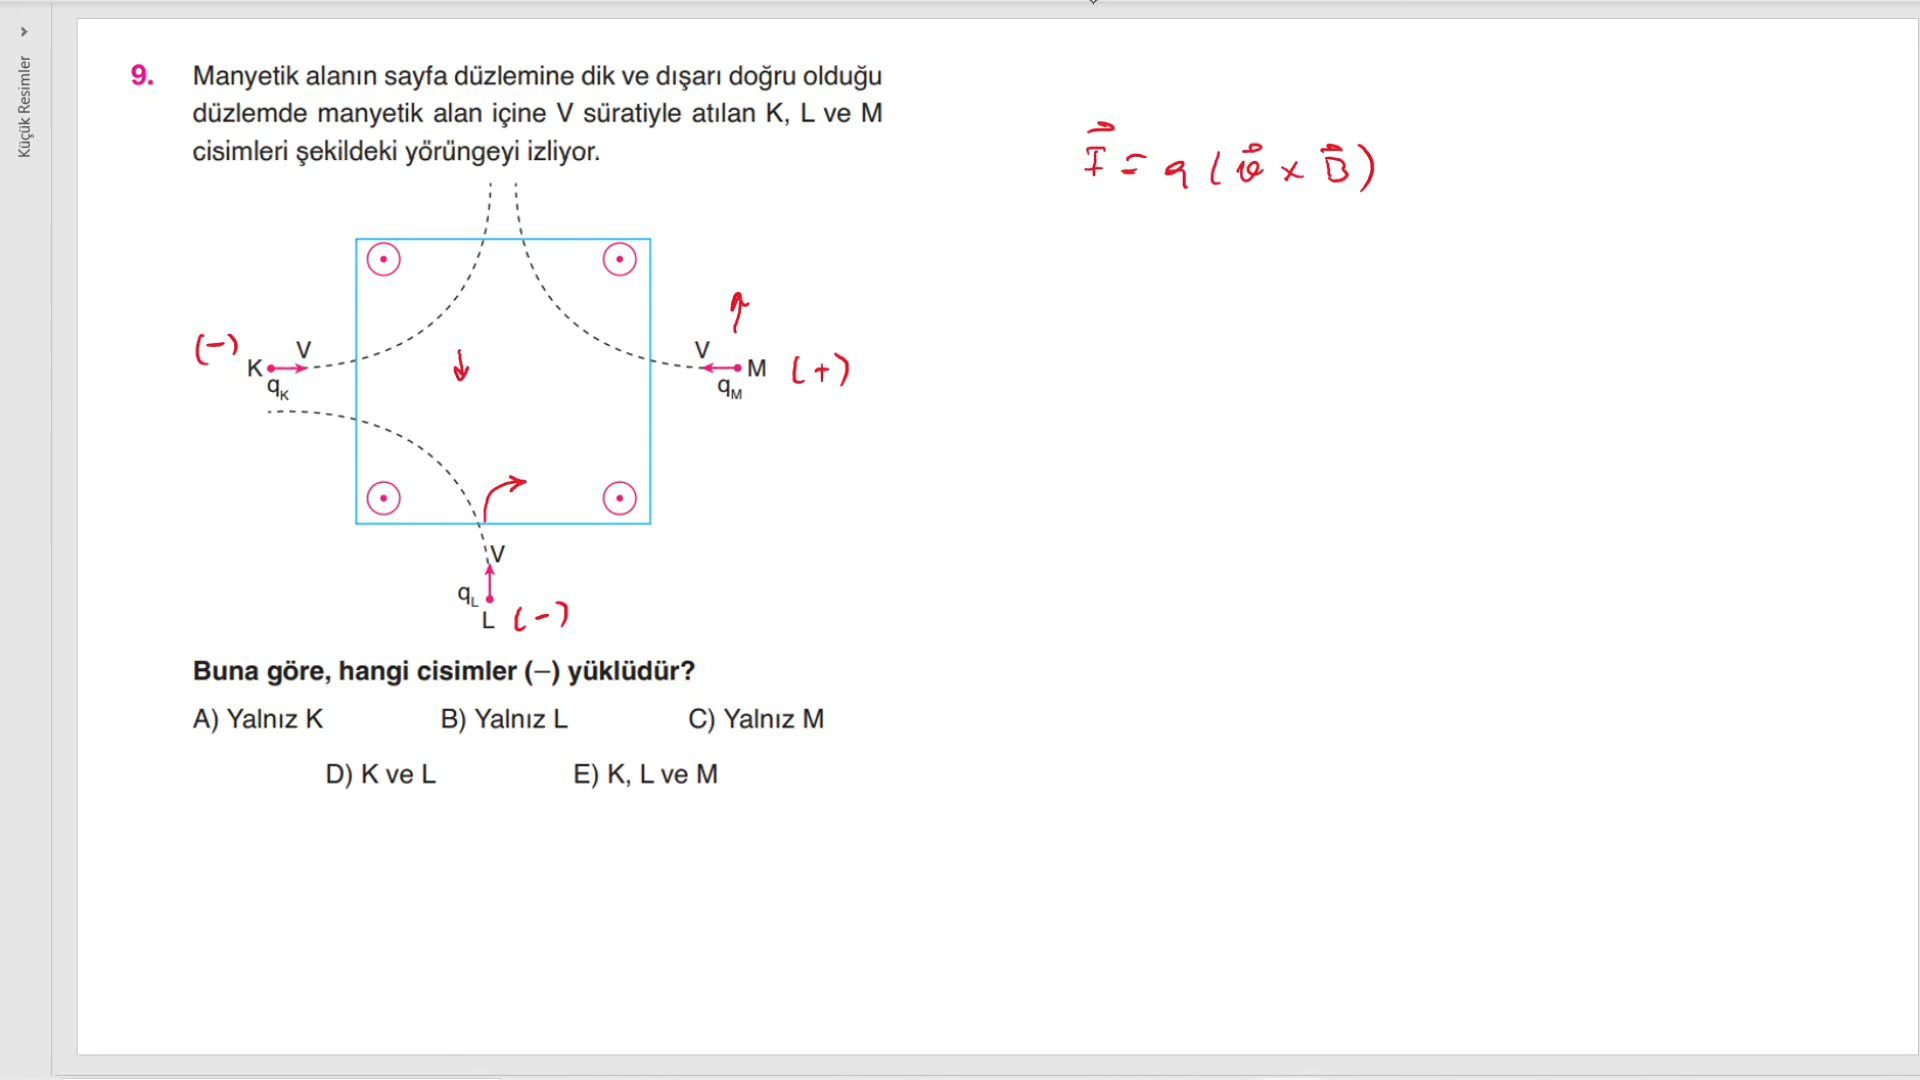 Küçük Resimler
9. Manyetik alanın sayfa düzlemine dik ve dışarı doğru olduğu
düzlemde manyetik alan içine V süratiyle atılan K, L ve M
cisimleri şekildeki yörüngeyi izliyor.
F = q ( v x B )
(-)
K
V
qK
V
M
qM
(+)
V
qL
L
(-)
Buna göre, hangi cisimler (–) yüklüdür?
A) Yalnız K B) Yalnız L C) Yalnız M
D) K ve L E) K, L ve M